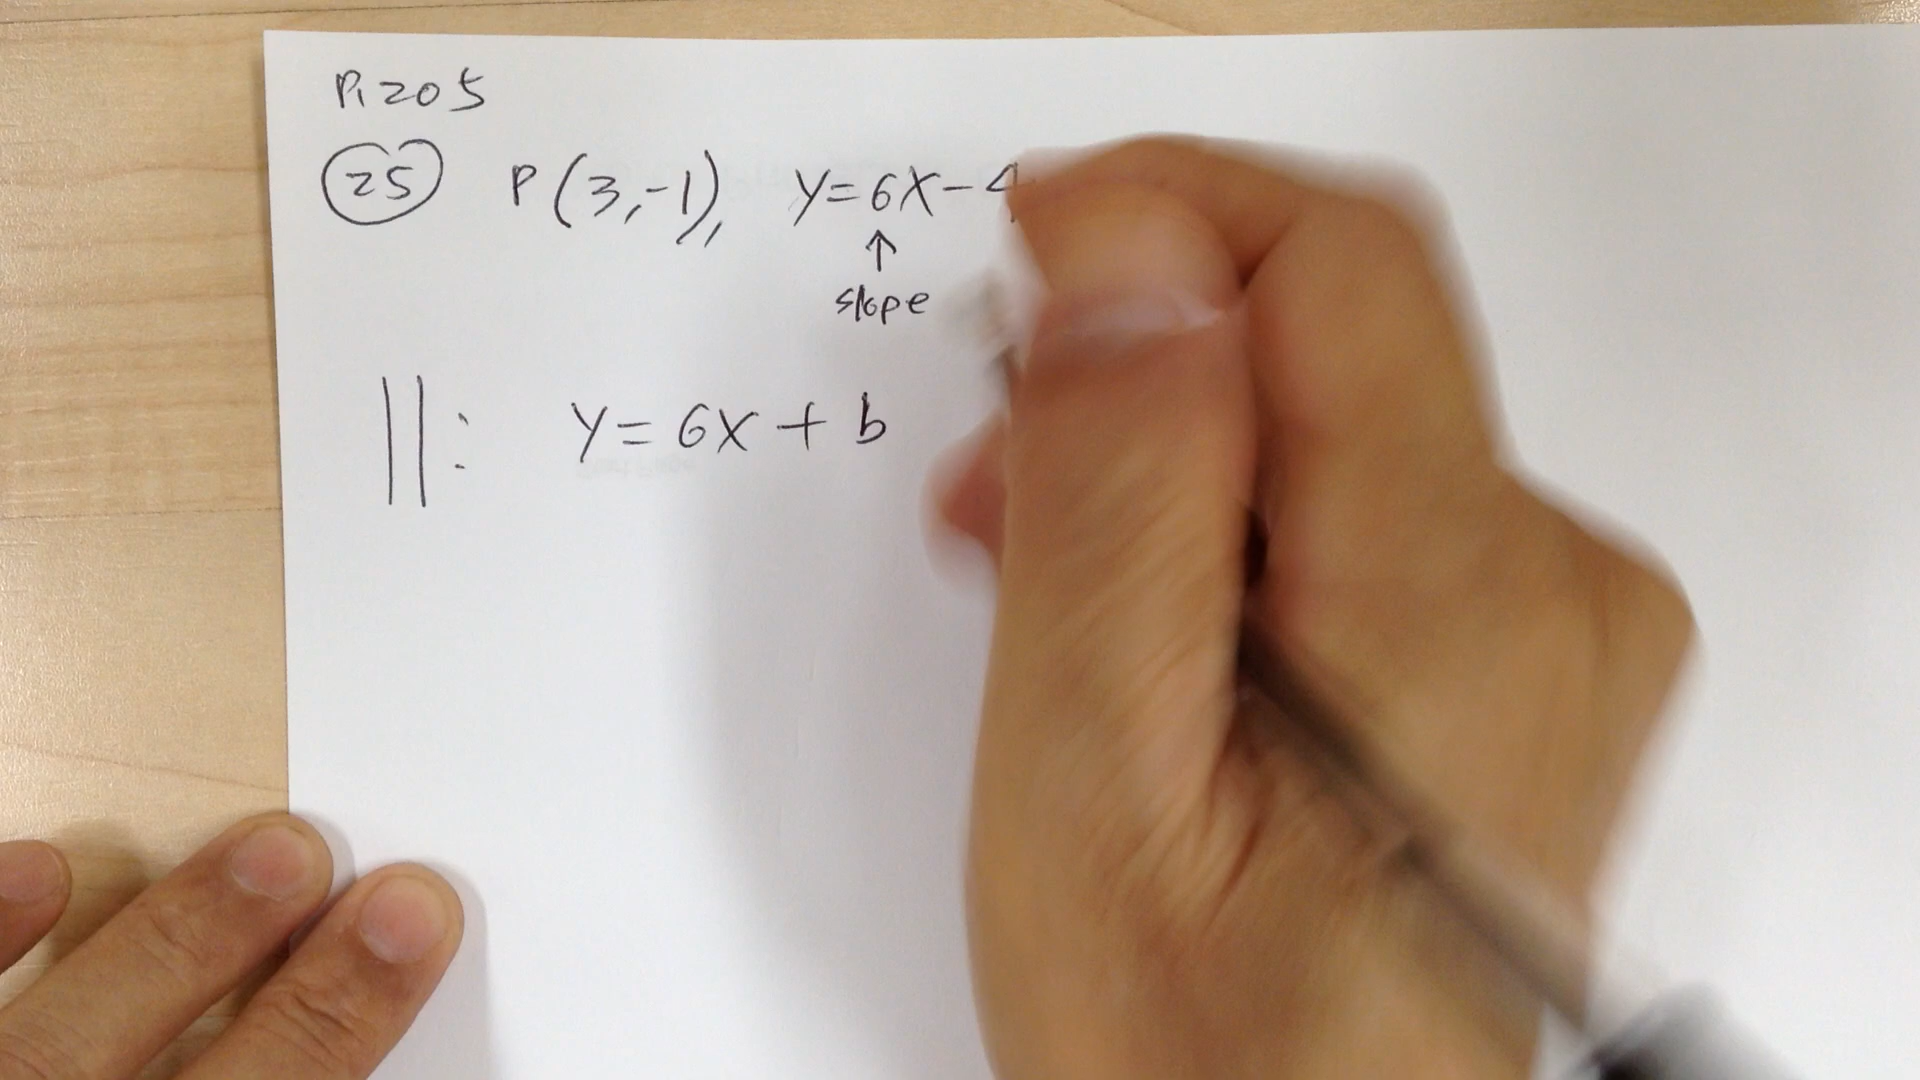 P.205
25 P(3,-1), y=6x-4
↑
slope
||: y=6x+b